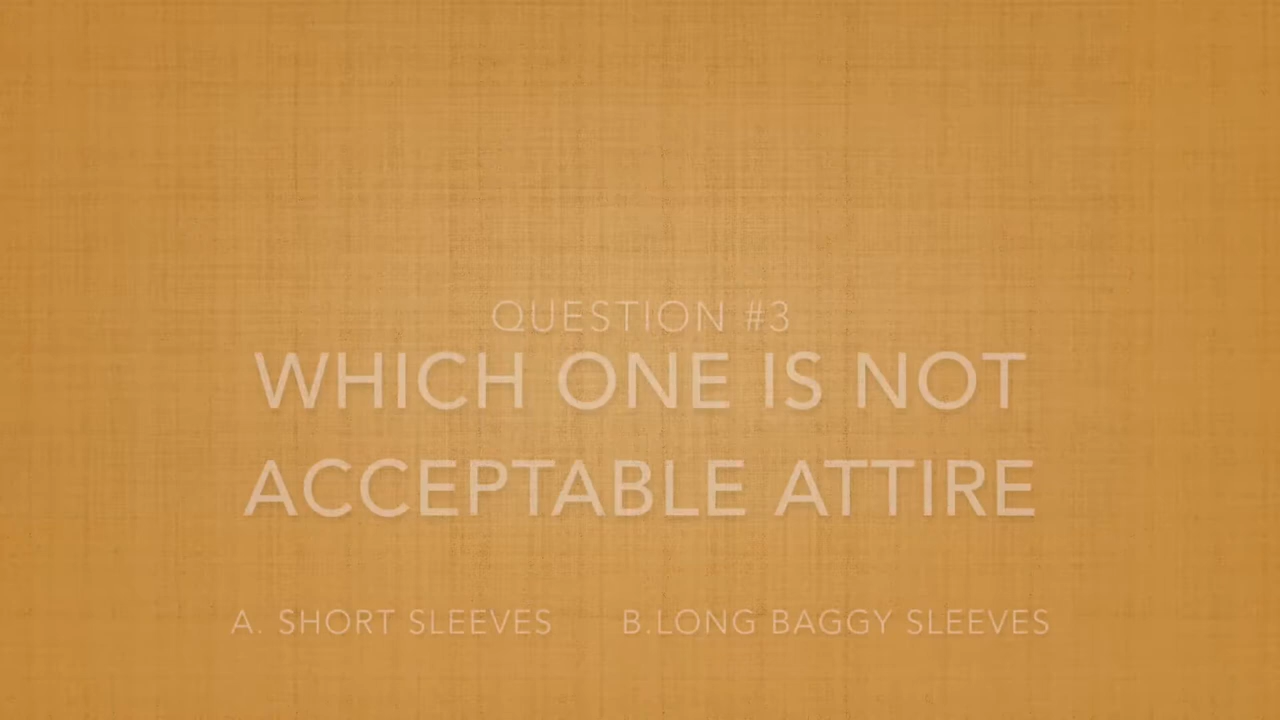 QUESTION #3
WHICH ONE IS NOT
ACCEPTABLE ATTIRE
A. SHORT SLEEVES B.LONG BAGGY SLEEVES